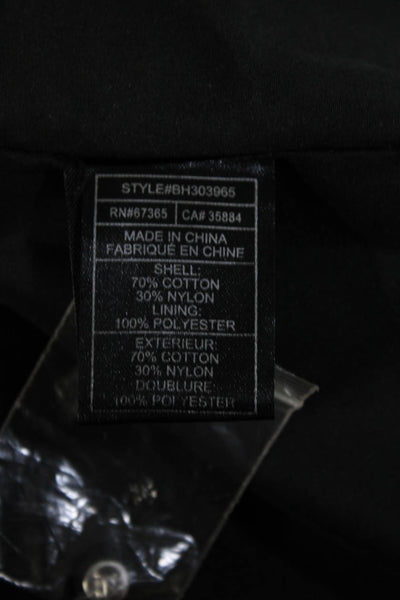 STYLE#BH303965
RN#67365 CA# 35884
MADE IN CHINA
FABRIQUÉ EN CHINE
SHELL:
70% COTTON
30% NYLON
LINING:
100% POLYESTER
EXTÉRIEUR:
70% COTTON
30% NYLON
DOUBLURE:
100% POLYESTER